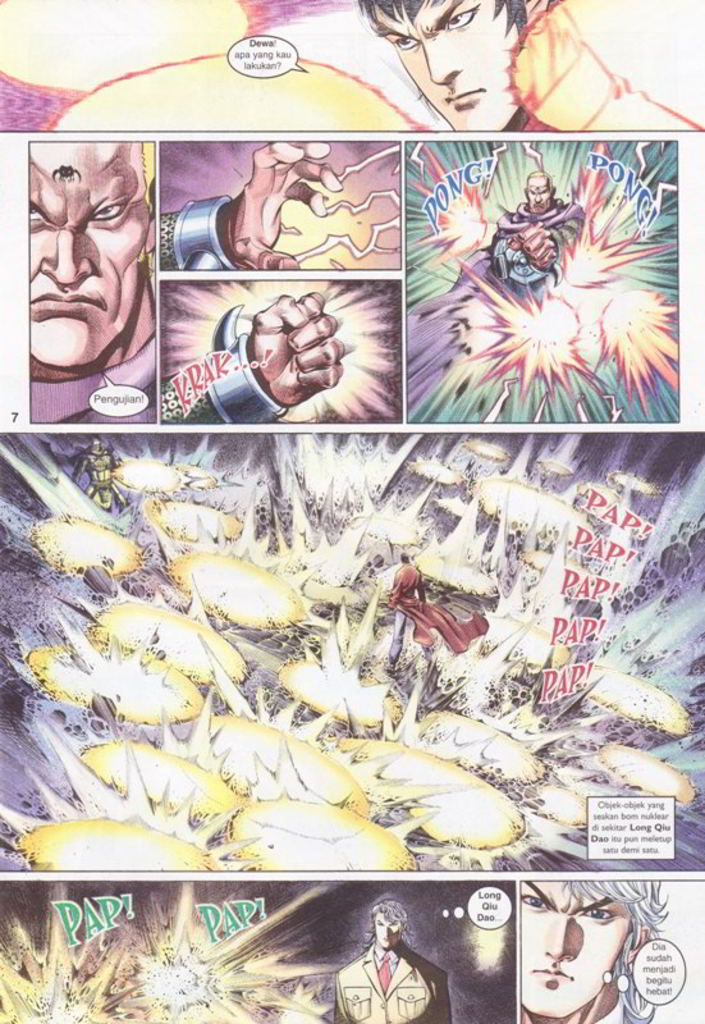 Dewa!
apa yang kau
lakukan?
Pengujian!
KRAK....!
PONG!
PONG!
7
PAP!
PAP!
PAP!
PAP!
PAP!
Objek-objek yang
seakan bom nuklear
di sekitar Long Qiu
Dao itu pun meletup
satu demi satu.
PAP!
PAP!
Long
Qiu
Dao...
Dia
sudah
menjadi
begitu
hebat!